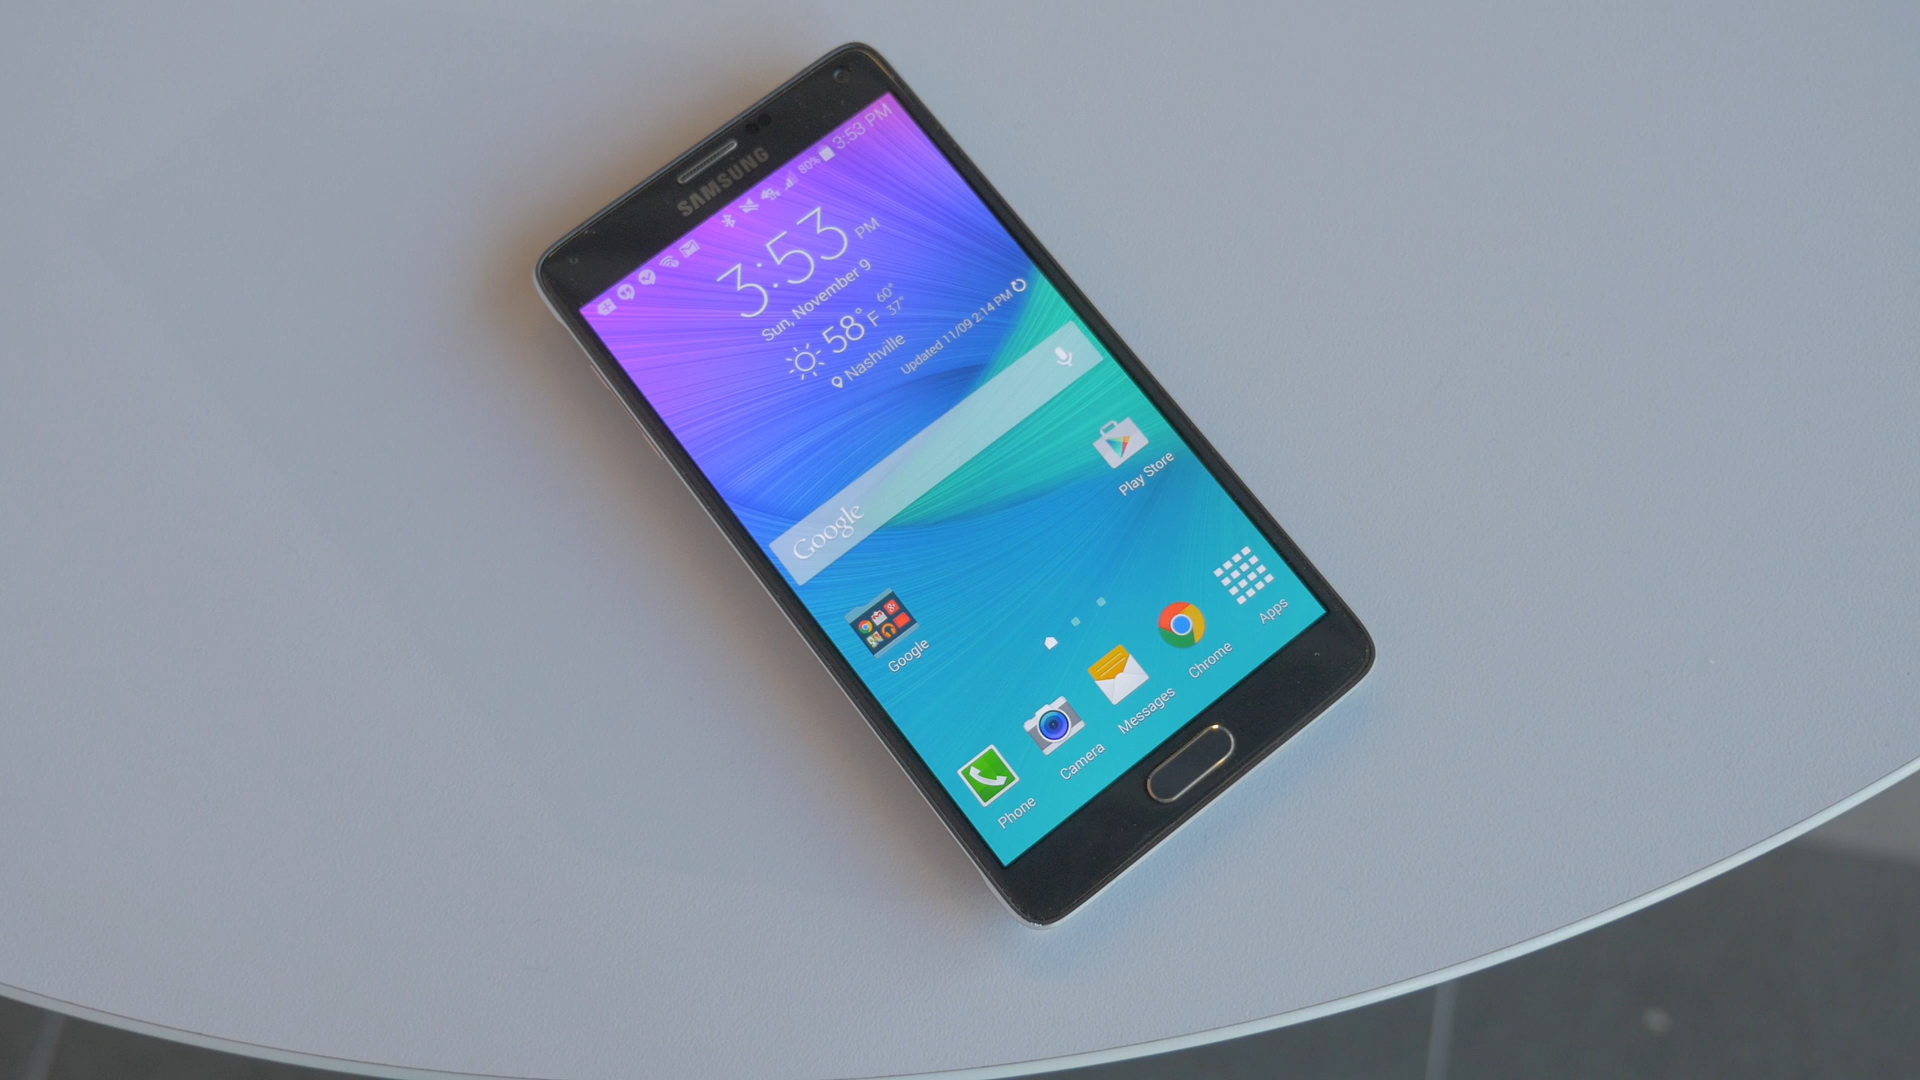 SAMSUNG
80% 3:53 PM
3:53 PM
Sun, November 9
58° F 60° 37°
Nashville
Updated 11/09 2:14 PM
Google
Play Store
Google
Apps
Chrome
Messages
Camera
Phone